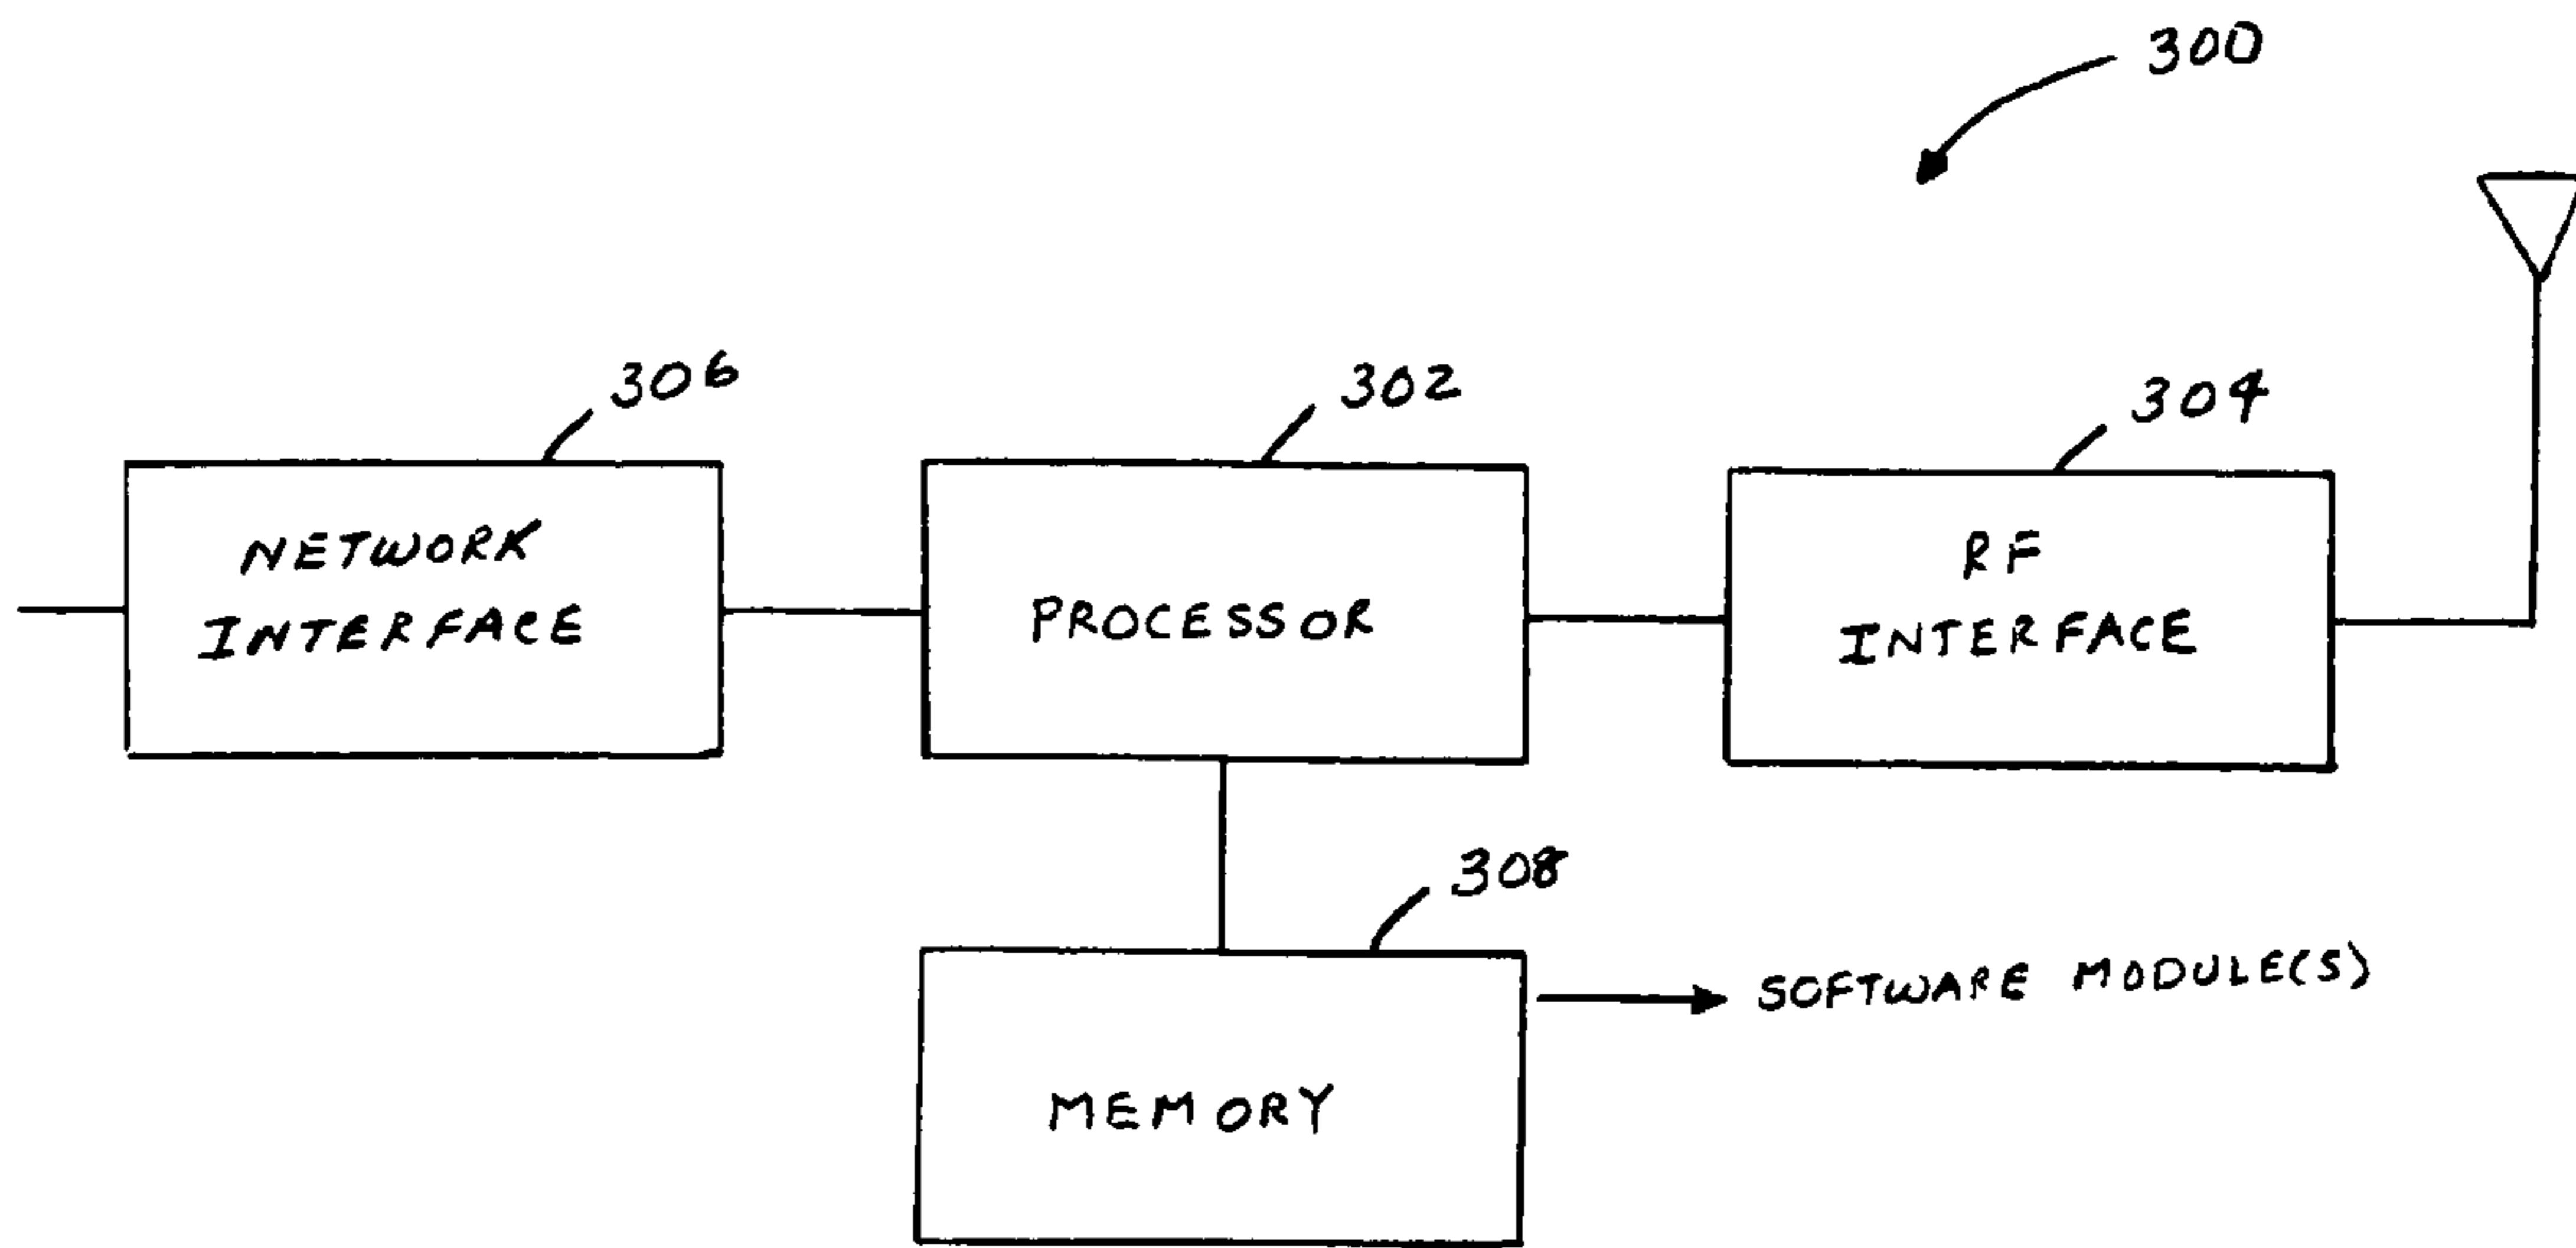 300
306
302
304
NETWORK
INTERFACE
PROCESSOR
RF
INTERFACE
308
SOFTWARE MODULE(S)
MEMORY